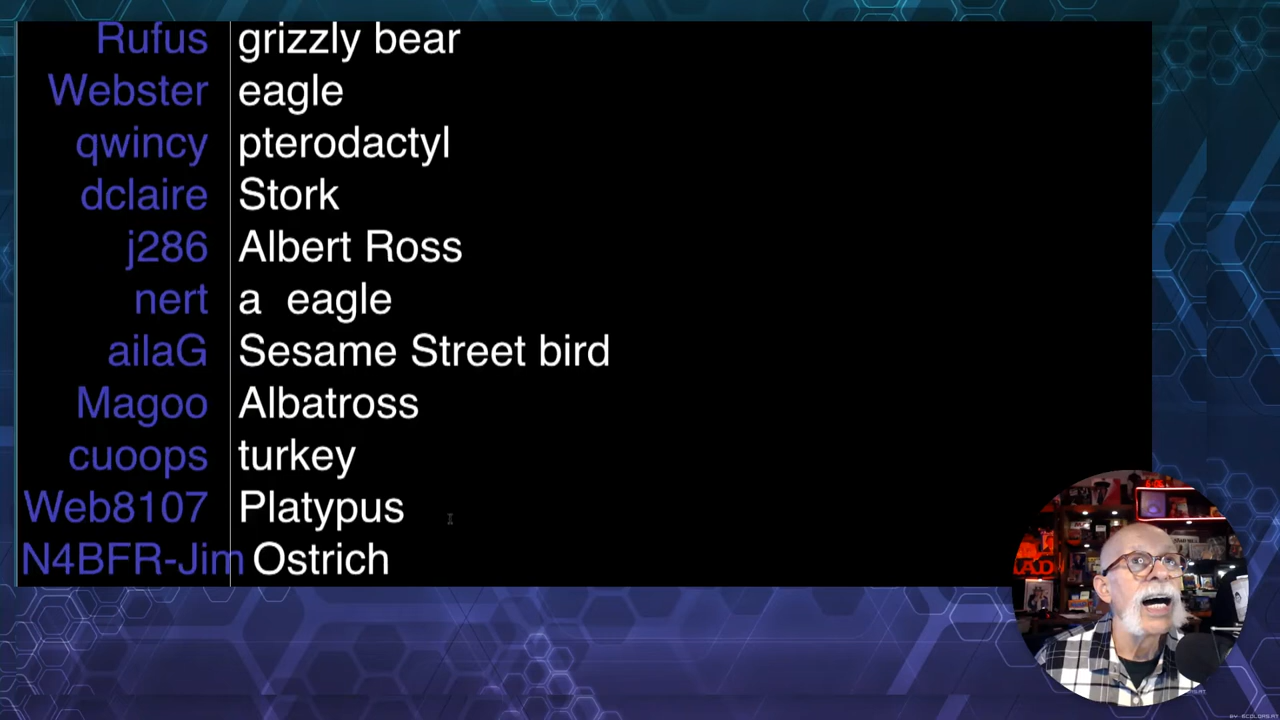 Rufus grizzly bear
Webster eagle
qwincy pterodactyl
dclaire Stork
j286 Albert Ross
nert a  eagle
ailaG Sesame Street bird
Magoo Albatross
cuoops turkey
Web8107 Platypus
N4BFR-Jim Ostrich